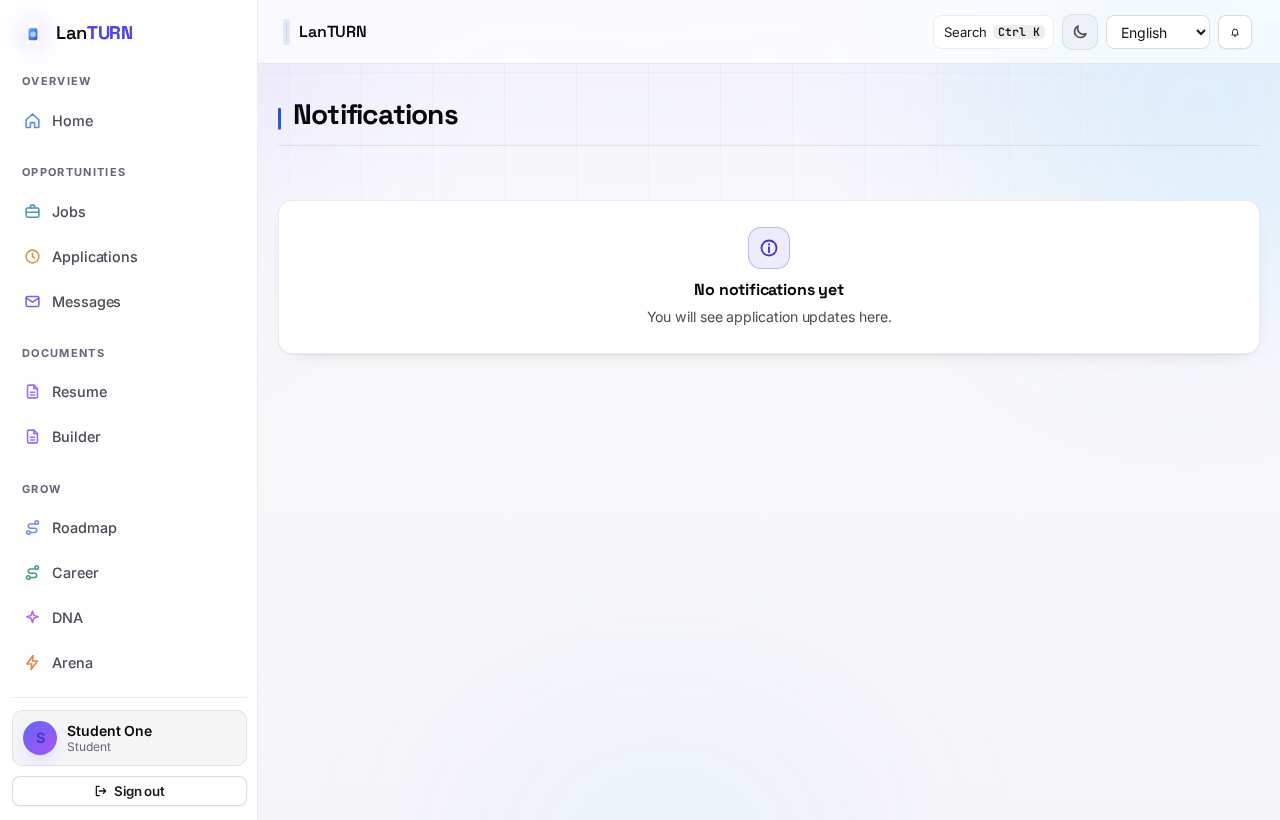 LanTURN
OVERVIEW
Home
OPPORTUNITIES
Jobs
Applications
Messages
DOCUMENTS
Resume
Builder
GROW
Roadmap
Career
DNA
Arena
S
Student One
Student
Sign out
LanTURN
Search Ctrl K
English
Notifications
No notifications yet
You will see application updates here.